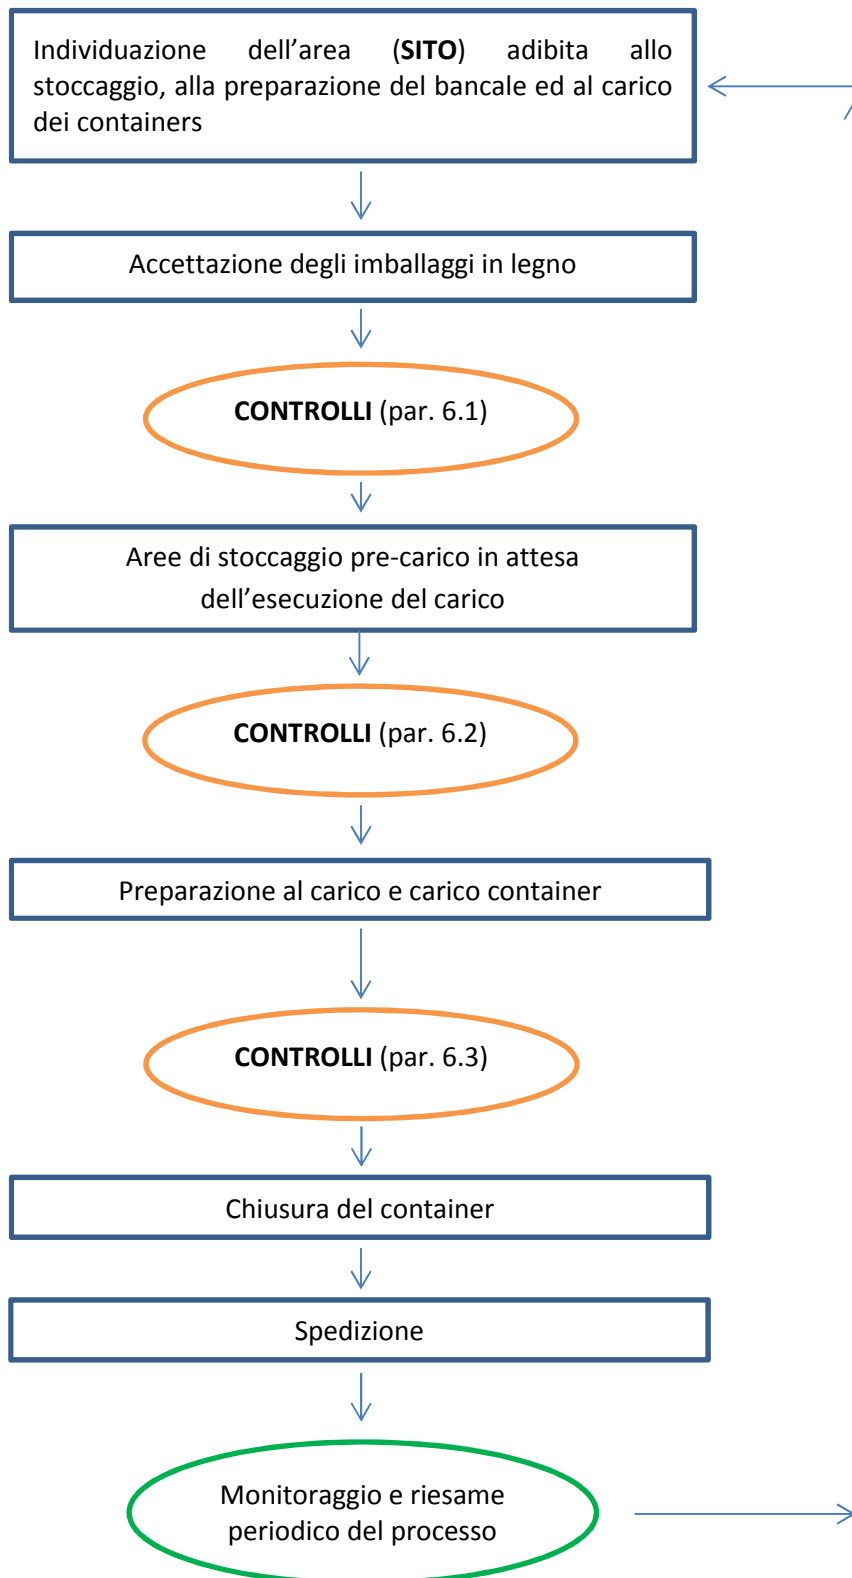 Individuazione dell’area (SITO) adibita allo
stoccaggio, alla preparazione del bancale ed al carico
dei containers
Accettazione degli imballaggi in legno
CONTROLLI (par. 6.1)
Aree di stoccaggio pre-carico in attesa
dell’esecuzione del carico
CONTROLLI (par. 6.2)
Preparazione al carico e carico container
CONTROLLI (par. 6.3)
Chiusura del container
Spedizione
Monitoraggio e riesame
periodico del processo